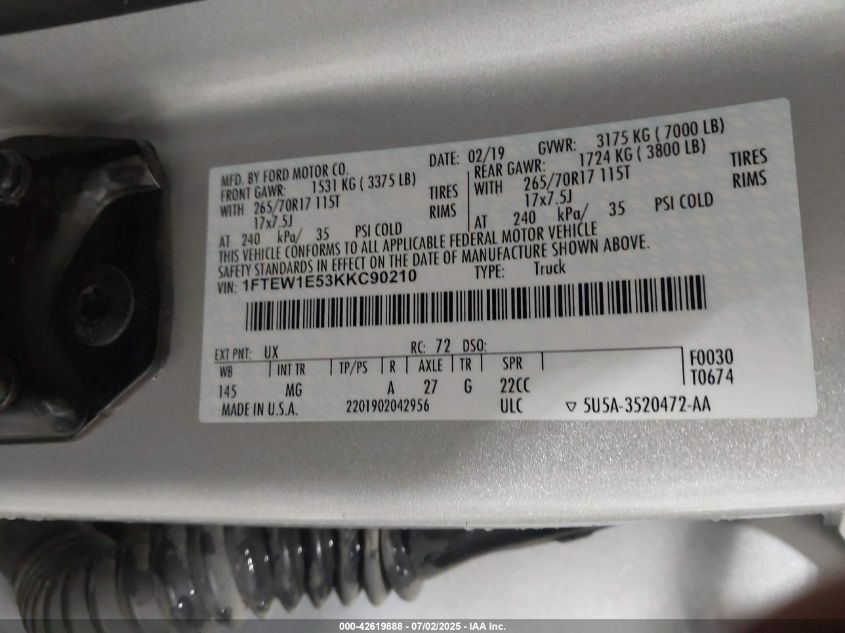 MFD. BY FORD MOTOR CO. DATE: 02/19 GVWR: 3175 KG ( 7000 LB)
FRONT GAWR: 1531 KG ( 3375 LB) REAR GAWR: 1724 KG ( 3800 LB)
WITH 265/70R17 115T TIRES WITH 265/70R17 115T TIRES
17x7.5J RIMS 17x7.5J RIMS
AT 240 kPa/ 35 PSI COLD AT 240 kPa/ 35 PSI COLD
THIS VEHICLE CONFORMS TO ALL APPLICABLE FEDERAL MOTOR VEHICLE
SAFETY STANDARDS IN EFFECT ON THE DATE OF MANUFACTURE SHOWN ABOVE.
VIN: 1FTEW1E53KKC90210 TYPE: Truck
EXT PNT: UX RC: 72 DSO: F0030
WB INT TR TP/PS R AXLE TR SPR T0674
145 MG A 27 G 22CC
MADE IN U.S.A. 2201902042956 ULC ▽ 5U5A-3520472-AA
000-42619888 - 07/02/2025 - IAA Inc.